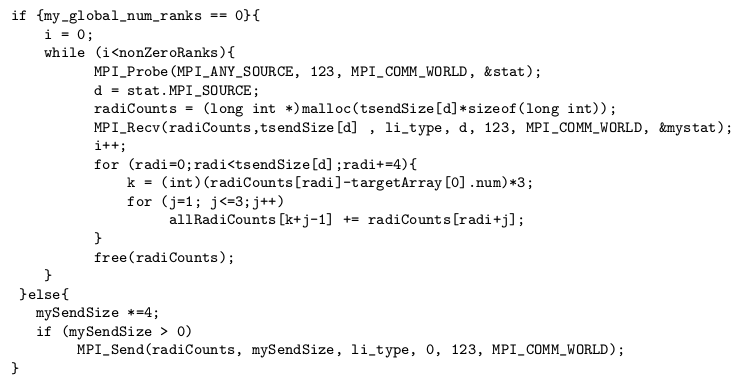 if {my_global_num_ranks == 0}{
i = 0;
while (i<nonZeroRanks){
MPI_Probe(MPI_ANY_SOURCE, 123, MPI_COMM_WORLD, &stat);
d = stat.MPI_SOURCE;
radiCounts = (long int *)malloc(tsendSize[d]*sizeof(long int));
MPI_Recv(radiCounts,tsendSize[d] , li_type, d, 123, MPI_COMM_WORLD, &mystat);
i++;
for (radi=0;radi<tsendSize[d];radi+=4){
k = (int)(radiCounts[radi]-targetArray[0].num)*3;
for (j=1; j<=3;j++)
allRadiCounts[k+j-1] += radiCounts[radi+j];
}
free(radiCounts);
}
}else{
mySendSize *=4;
if (mySendSize > 0)
MPI_Send(radiCounts, mySendSize, li_type, 0, 123, MPI_COMM_WORLD);
}